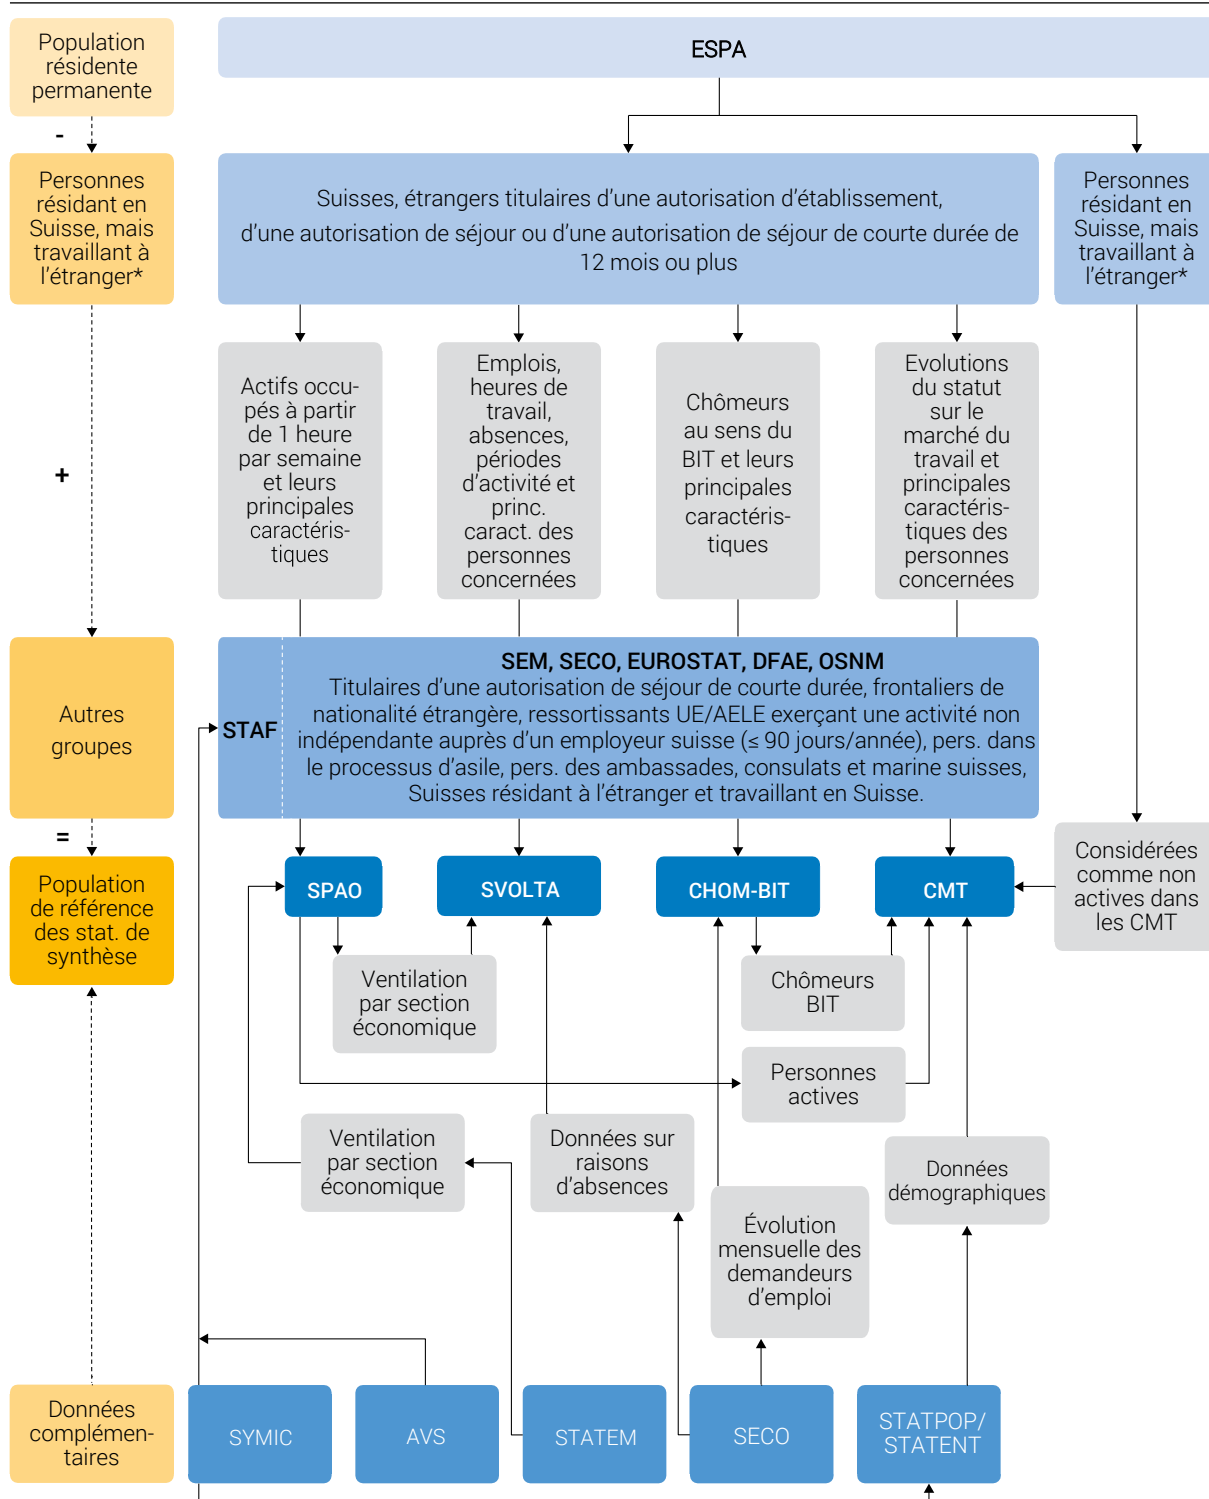 Population
résidente
permanente
ESPA
-
Personnes
résidant en
Suisse, mais
travaillant à
l'étranger*
Suisses, étrangers titulaires d'une autorisation d'établissement,
d'une autorisation de séjour ou d'une autorisation de séjour de courte durée de
12 mois ou plus
Personnes
résidant en
Suisse, mais
travaillant à
l'étranger*
+
Actifs occu-
pés à partir
de 1 heure
par semaine
et leurs
principales
caractéris-
tiques
Emplois,
heures de
travail,
absences,
périodes
d'activité et
princ.
caract. des
personnes
concernées
Chômeurs
au sens du
BIT et leurs
principales
caractéris-
tiques
Evolutions
du statut
sur le
marché du
travail et
principales
caractéris-
tiques des
personnes
concernées
Autres
groupes
STAF
SEM, SECO, EUROSTAT, DFAE, OSNM
Titulaires d'une autorisation de séjour de courte durée, frontaliers de
nationalité étrangère, ressortissants UE/AELE exerçant une activité non
indépendante auprès d'un employeur suisse (≤ 90 jours/année), pers. dans
le processus d'asile, pers. des ambassades, consulats et marine suisses,
Suisses résidant à l'étranger et travaillant en Suisse.
=
Population
de référence
des stat. de
synthèse
SPAO
SVOLTA
CHOM-BIT
CMT
Considérées
comme non
actives dans
les CMT
Ventilation
par section
économique
Chômeurs
BIT
Personnes
actives
Ventilation
par section
économique
Données sur
raisons
d'absences
Données
démographiques
Évolution
mensuelle des
demandeurs
d'emploi
Données
complémen-
taires
SYMIC
AVS
STATEM
SECO
STATPOP/
STATENT